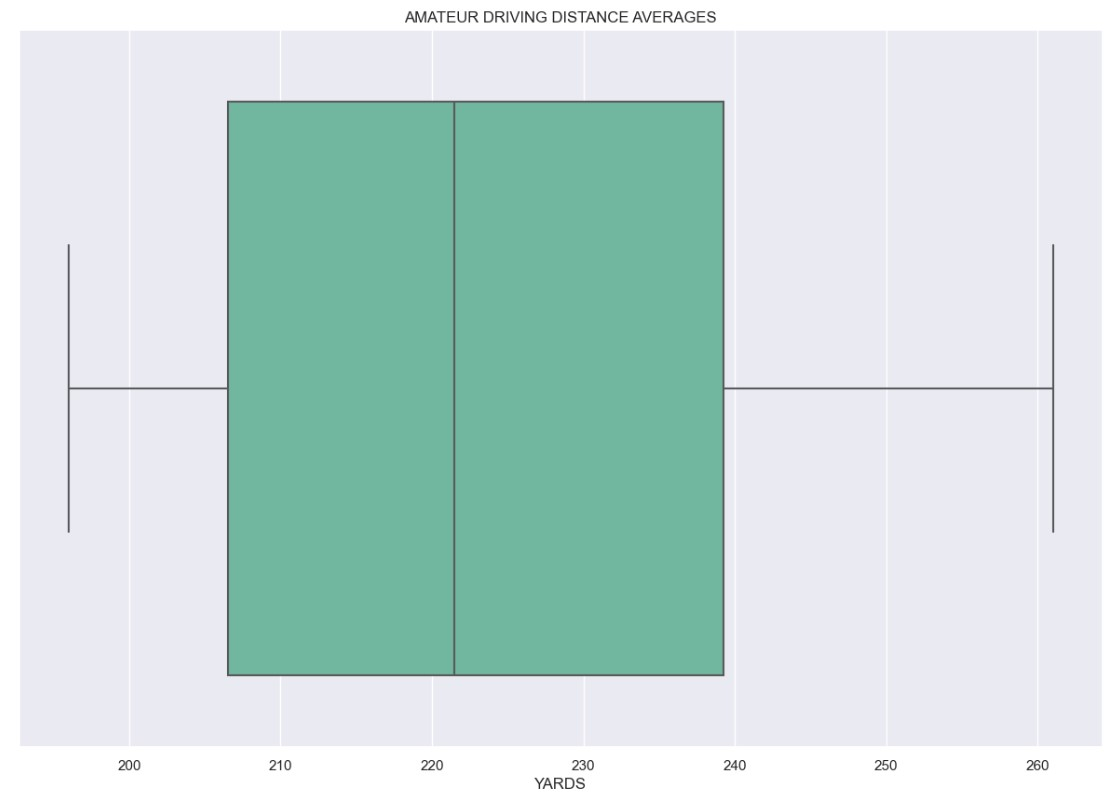 AMATEUR DRIVING DISTANCE AVERAGES
200 210 220 230 240 250 260
YARDS